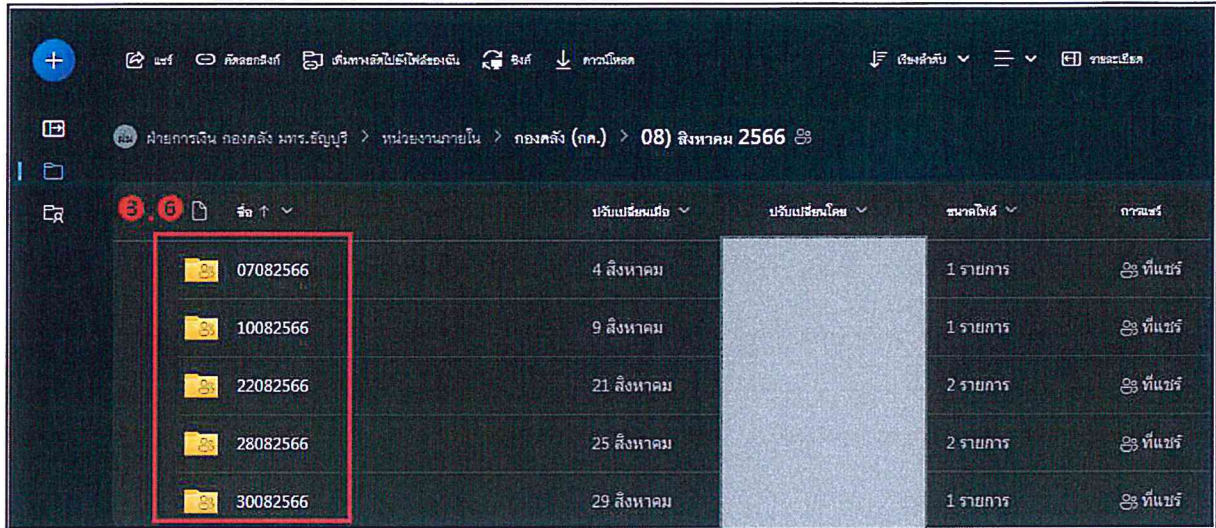 แชร์ คัดลอกลิงก์ เพิ่มทางลัดไปยังไฟล์ของฉัน ซิงค์ ดาวน์โหลด เรียงลำดับ รายละเอียด
ฝ่ายการเงิน กองคลัง มทร.ธัญบุรี > หน่วยงานภายใน > กองคลัง (กค.) > 08) สิงหาคม 2566
3.6 ชื่อ ↑ ปรับเปลี่ยนเมื่อ ปรับเปลี่ยนโดย ขนาดไฟล์ การแชร์
07082566 4 สิงหาคม 1 รายการ ที่แชร์
10082566 9 สิงหาคม 1 รายการ ที่แชร์
22082566 21 สิงหาคม 2 รายการ ที่แชร์
28082566 25 สิงหาคม 2 รายการ ที่แชร์
30082566 29 สิงหาคม 1 รายการ ที่แชร์